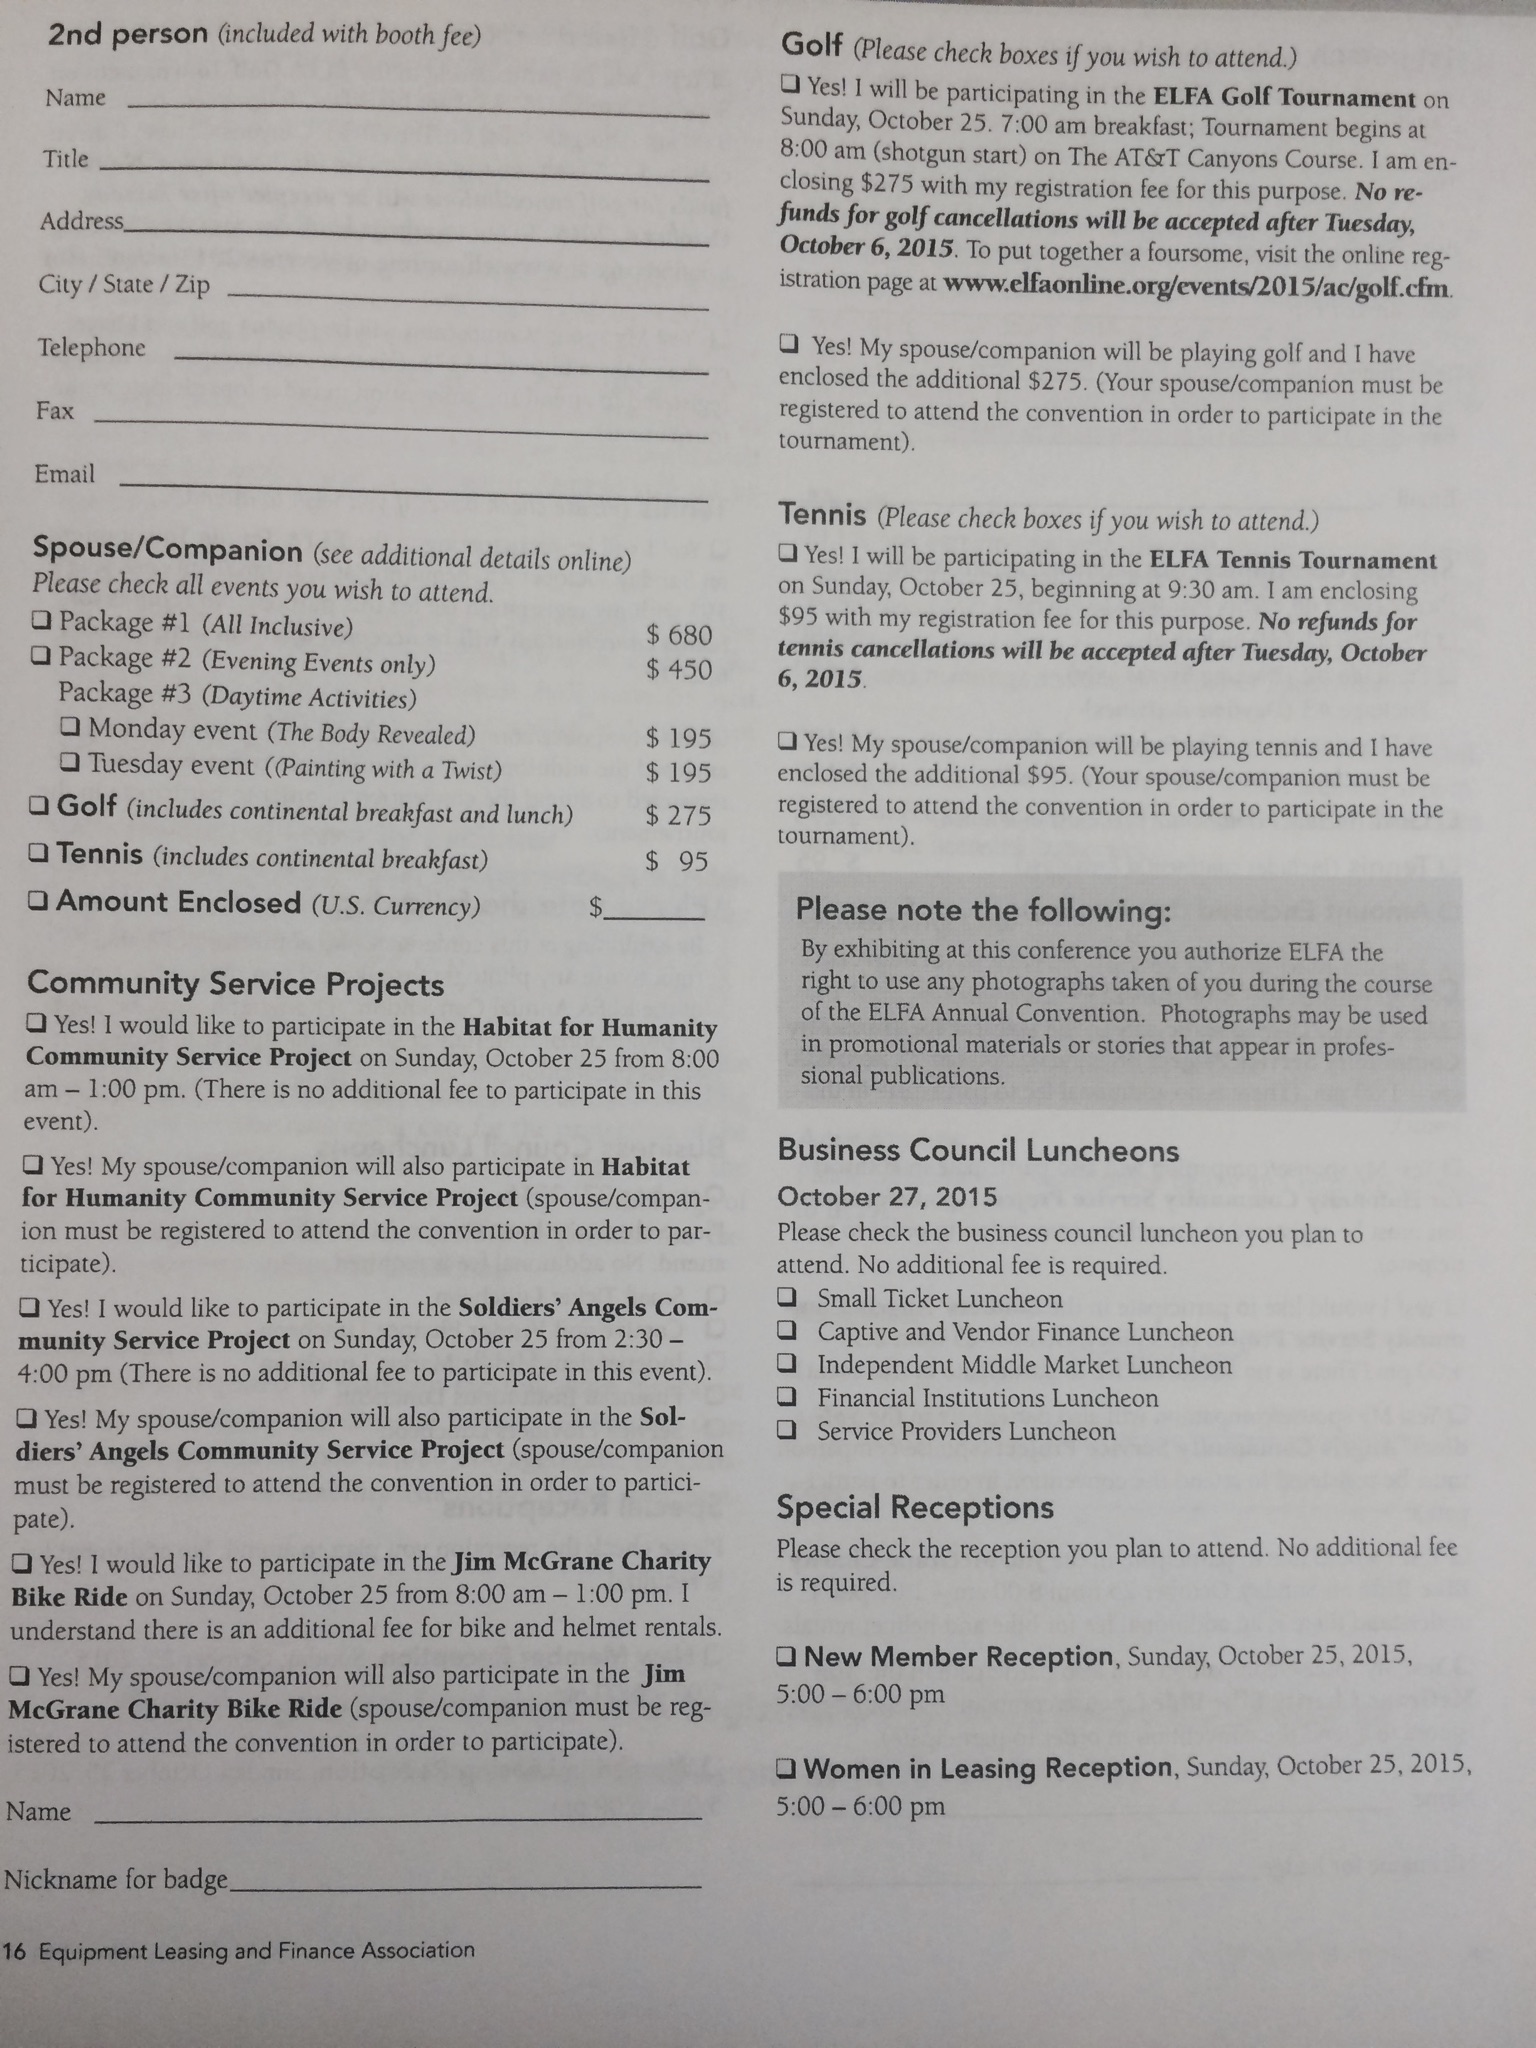 2nd person (included with booth fee)
Name
Title
Address
City / State / Zip
Telephone
Fax
Email
Spouse/Companion (see additional details online)
Please check all events you wish to attend.
❏ Package #1 (All Inclusive) $ 680
❏ Package #2 (Evening Events only) $ 450
Package #3 (Daytime Activities)
❏ Monday event (The Body Revealed) $ 195
❏ Tuesday event ((Painting with a Twist) $ 195
❏ Golf (includes continental breakfast and lunch) $ 275
❏ Tennis (includes continental breakfast) $ 95
❏ Amount Enclosed (U.S. Currency) $
Community Service Projects
❏ Yes! I would like to participate in the Habitat for Humanity
Community Service Project on Sunday, October 25 from 8:00
am – 1:00 pm. (There is no additional fee to participate in this
event).
❏ Yes! My spouse/companion will also participate in Habitat
for Humanity Community Service Project (spouse/compan-
ion must be registered to attend the convention in order to par-
ticipate).
❏ Yes! I would like to participate in the Soldiers’ Angels Com-
munity Service Project on Sunday, October 25 from 2:30 –
4:00 pm (There is no additional fee to participate in this event).
❏ Yes! My spouse/companion will also participate in the Sol-
diers’ Angels Community Service Project (spouse/companion
must be registered to attend the convention in order to partici-
pate).
❏ Yes! I would like to participate in the Jim McGrane Charity
Bike Ride on Sunday, October 25 from 8:00 am – 1:00 pm. I
understand there is an additional fee for bike and helmet rentals.
❏ Yes! My spouse/companion will also participate in the Jim
McGrane Charity Bike Ride (spouse/companion must be reg-
istered to attend the convention in order to participate).
Name
Nickname for badge
16 Equipment Leasing and Finance Association
Golf (Please check boxes if you wish to attend.)
❏ Yes! I will be participating in the ELFA Golf Tournament on
Sunday, October 25. 7:00 am breakfast; Tournament begins at
8:00 am (shotgun start) on The AT&T Canyons Course. I am en-
closing $275 with my registration fee for this purpose. No re-
funds for golf cancellations will be accepted after Tuesday,
October 6, 2015. To put together a foursome, visit the online reg-
istration page at www.elfaonline.org/events/2015/ac/golf.cfm.
❏ Yes! My spouse/companion will be playing golf and I have
enclosed the additional $275. (Your spouse/companion must be
registered to attend the convention in order to participate in the
tournament).
Tennis (Please check boxes if you wish to attend.)
❏ Yes! I will be participating in the ELFA Tennis Tournament
on Sunday, October 25, beginning at 9:30 am. I am enclosing
$95 with my registration fee for this purpose. No refunds for
tennis cancellations will be accepted after Tuesday, October
6, 2015.
❏ Yes! My spouse/companion will be playing tennis and I have
enclosed the additional $95. (Your spouse/companion must be
registered to attend the convention in order to participate in the
tournament).
Please note the following:
By exhibiting at this conference you authorize ELFA the
right to use any photographs taken of you during the course
of the ELFA Annual Convention. Photographs may be used
in promotional materials or stories that appear in profes-
sional publications.
Business Council Luncheons
October 27, 2015
Please check the business council luncheon you plan to
attend. No additional fee is required.
❏ Small Ticket Luncheon
❏ Captive and Vendor Finance Luncheon
❏ Independent Middle Market Luncheon
❏ Financial Institutions Luncheon
❏ Service Providers Luncheon
Special Receptions
Please check the reception you plan to attend. No additional fee
is required.
❏ New Member Reception, Sunday, October 25, 2015,
5:00 – 6:00 pm
❏ Women in Leasing Reception, Sunday, October 25, 2015,
5:00 – 6:00 pm